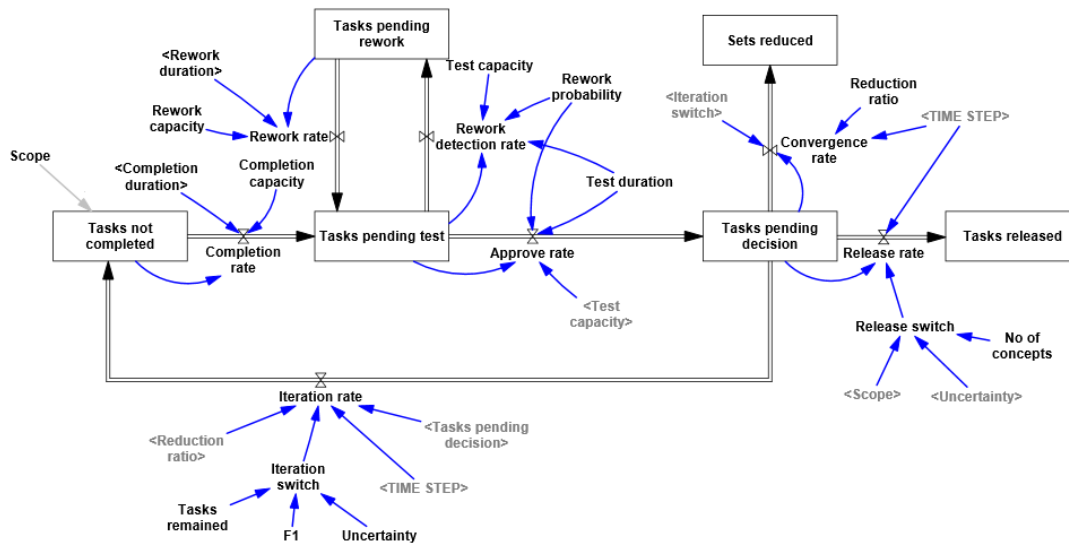 Tasks pending
rework
Sets reduced
<Rework
duration>
Test capacity
Rework
probability
<Iteration
switch>
Reduction
ratio
<TIME STEP>
Rework
capacity
Rework rate
Rework
detection rate
Convergence
rate
Scope
<Completion
duration>
Completion
capacity
Test duration
Tasks not
completed
Completion
rate
Tasks pending test
Approve rate
Tasks pending
decision
Release rate
Tasks released
<Test
capacity>
Release switch
No of
concepts
<Scope>
<Uncertainty>
Iteration rate
<Reduction
ratio>
<Tasks pending
decision>
Iteration
switch
<TIME STEP>
Tasks
remained
F1
Uncertainty